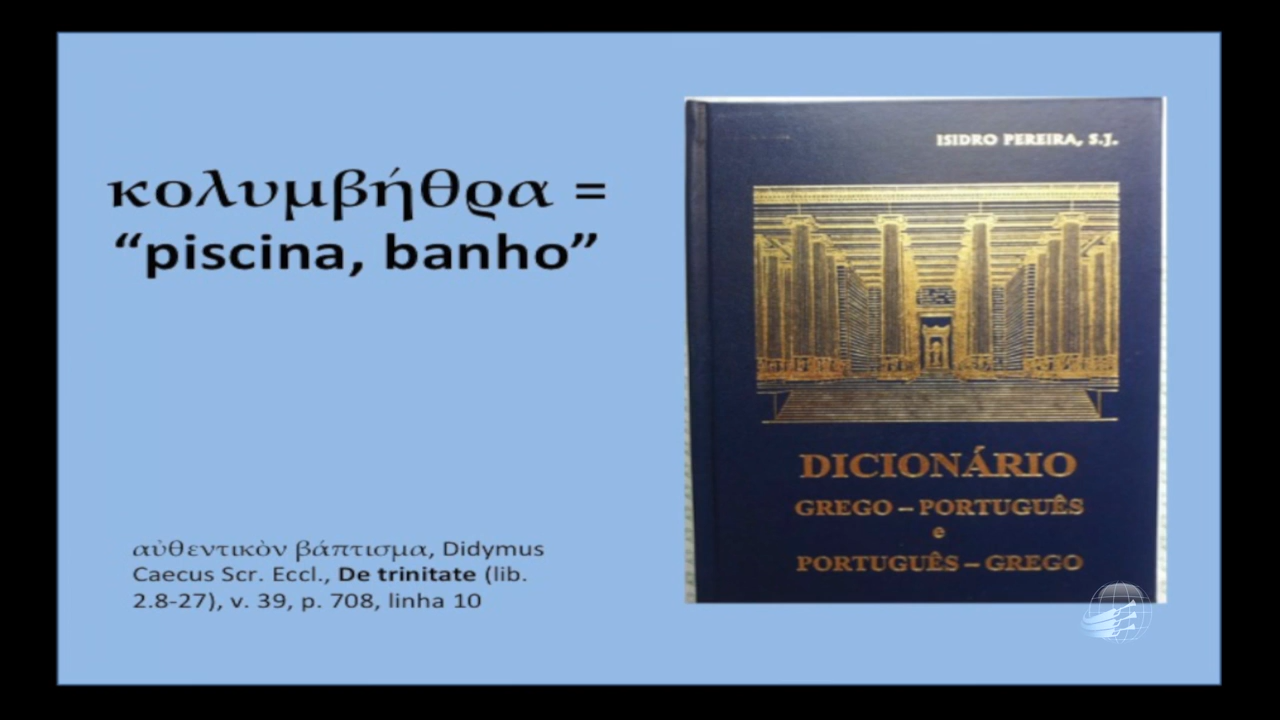 κολυμβήθρα =
“piscina, banho”
αὐθεντικὸν βάπτισμα, Didymus
Caecus Scr. Eccl., De trinitate (lib.
2.8-27), v. 39, p. 708, linha 10
ISIDRO PEREIRA, S.J.
DICIONÁRIO
GREGO – PORTUGUÊS
e
PORTUGUÊS – GREGO